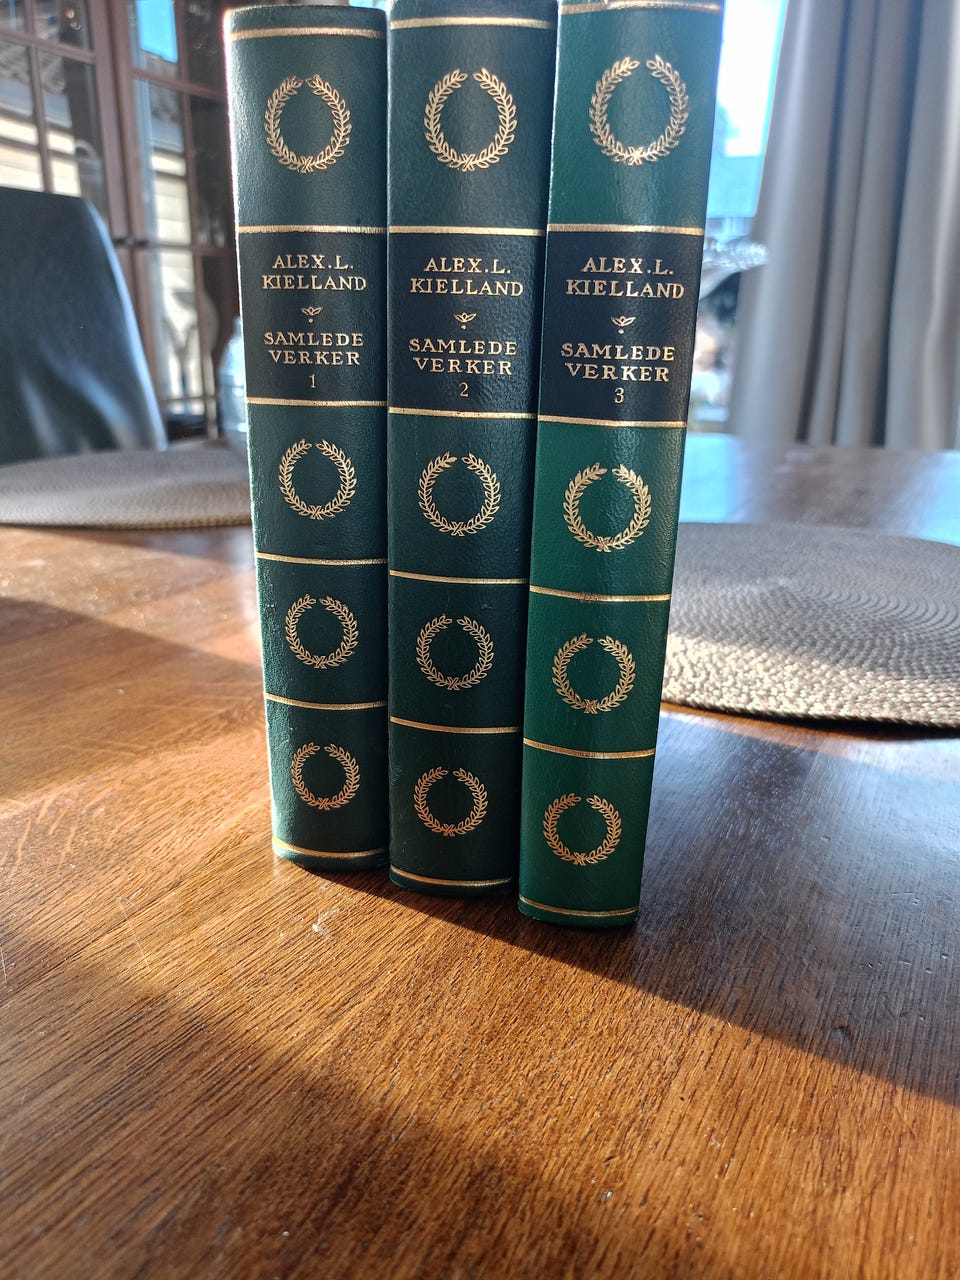 ALEX.L.
KIELLAND
SAMLEDE
VERKER
1
ALEX.L.
KIELLAND
SAMLEDE
VERKER
2
ALEX.L.
KIELLAND
SAMLEDE
VERKER
3